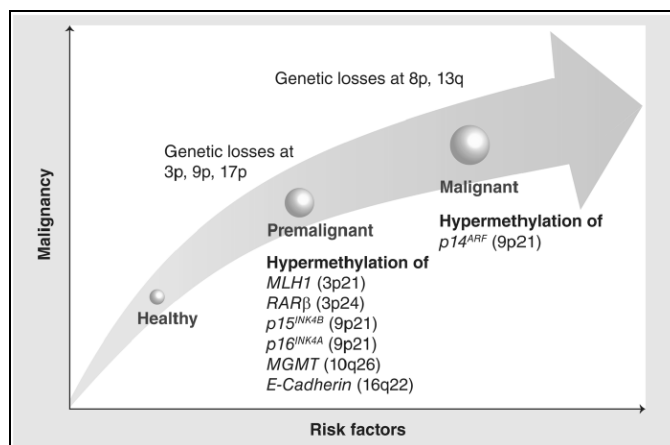 Genetic losses at 8p, 13q
Genetic losses at
3p, 9p, 17p
Malignancy
Malignant
Hypermethylation of
p14ARF (9p21)
Premalignant
Hypermethylation of
MLH1 (3p21)
RARβ (3p24)
p15INK4B (9p21)
p16INK4A (9p21)
MGMT (10q26)
E-Cadherin (16q22)
Healthy
Risk factors